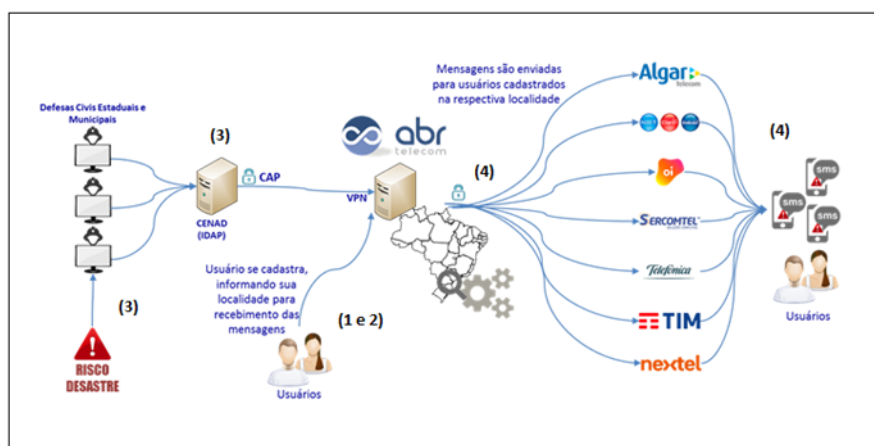 Defesas Civis Estaduais e
Municipais
(3)
CAP
CENAD
(IDAP)
(3)
RISCO
DESASTRE
Usuário se cadastra,
informando sua
localidade para
recebimento das
mensagens
(1 e 2)
Usuários
abr
telecom
VPN
(4)
Mensagens são enviadas
para usuários cadastrados
na respectiva localidade
Algar
telecom
oi
SERCOMTEL
Telefónica
TIM
nextel
(4)
sms
sms
sms
Usuários